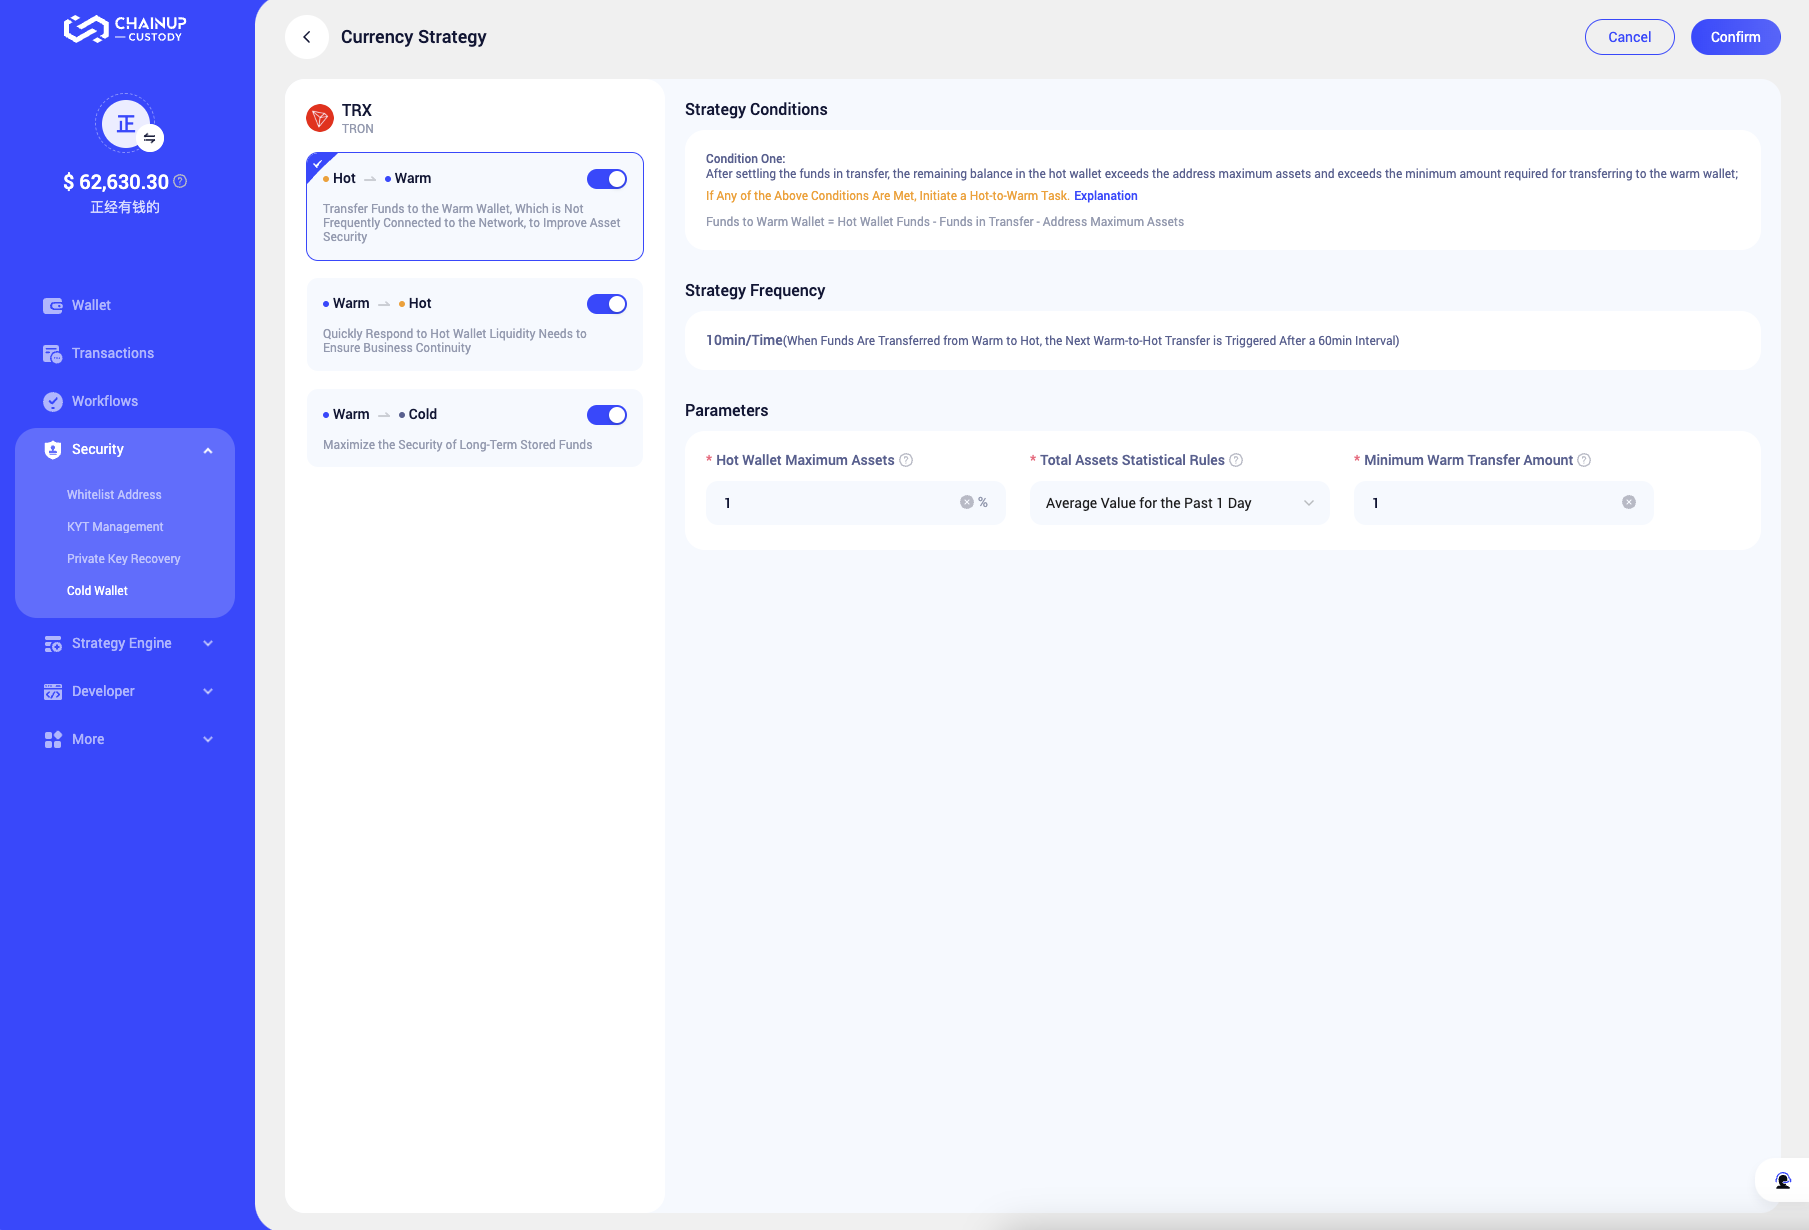 CHAINUP
CUSTODY
正
$ 62,630.30
正经有钱的
Wallet
Transactions
Workflows
Security
Whitelist Address
KYT Management
Private Key Recovery
Cold Wallet
Strategy Engine
Developer
More
Currency Strategy
Cancel
Confirm
TRX
TRON
Hot Warm
Transfer Funds to the Warm Wallet, Which is Not
Frequently Connected to the Network, to Improve Asset
Security
Warm Hot
Quickly Respond to Hot Wallet Liquidity Needs to
Ensure Business Continuity
Warm Cold
Maximize the Security of Long-Term Stored Funds
Strategy Conditions
Condition One:
After settling the funds in transfer, the remaining balance in the hot wallet exceeds the address maximum assets and exceeds the minimum amount required for transferring to the warm wallet;
If Any of the Above Conditions Are Met, Initiate a Hot-to-Warm Task. Explanation
Funds to Warm Wallet = Hot Wallet Funds - Funds in Transfer - Address Maximum Assets
Strategy Frequency
10min/Time(When Funds Are Transferred from Warm to Hot, the Next Warm-to-Hot Transfer is Triggered After a 60min Interval)
Parameters
* Hot Wallet Maximum Assets
1 %
* Total Assets Statistical Rules
Average Value for the Past 1 Day
* Minimum Warm Transfer Amount
1